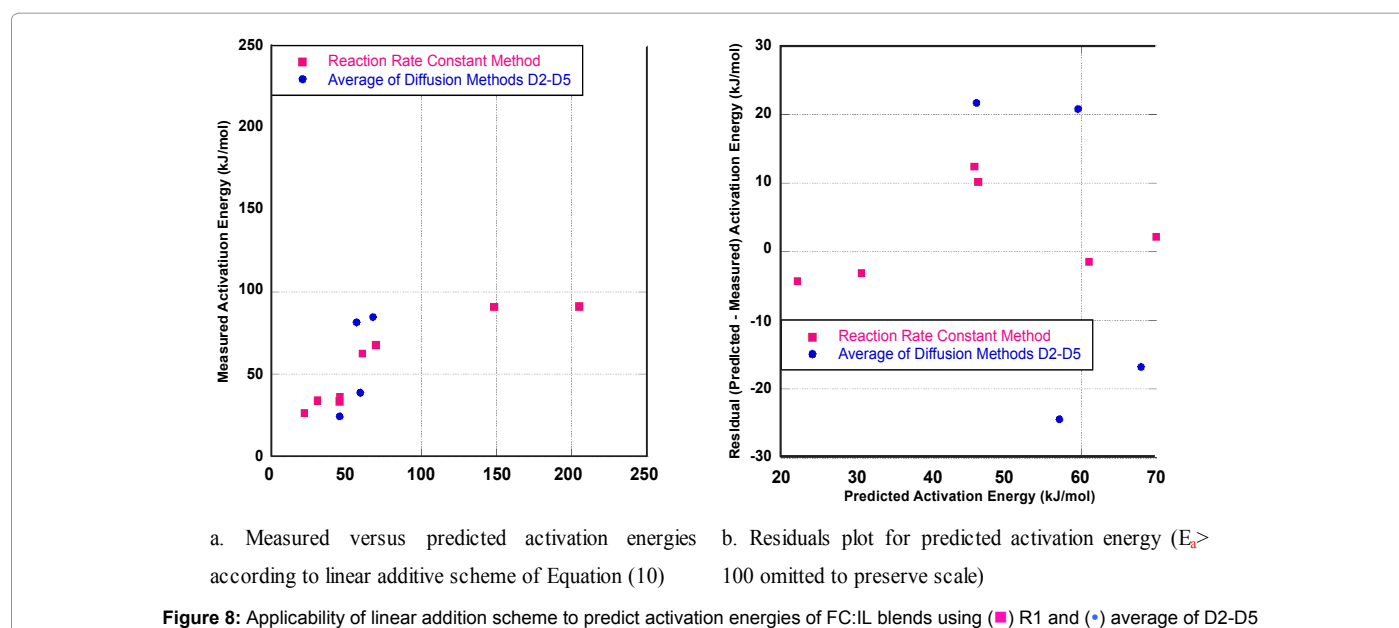 250
200
150
100
50
0
0 50 100 150 200 250
Measured Activatiuon Energy (kJ/mol)
Reaction Rate Constant Method
Average of Diffusion Methods D2-D5
30
20
10
0
-10
-20
-30
20 30 40 50 60 70
Residual (Predicted - Measured) Activatiuon Energy (kJ/mol)
Predicted Activation Energy (kJ/mol)
Reaction Rate Constant Method
Average of Diffusion Methods D2-D5
a. Measured versus predicted activation energies
according to linear additive scheme of Equation (10)
b. Residuals plot for predicted activation energy (Ea>
100 omitted to preserve scale)
Figure 8: Applicability of linear addition scheme to predict activation energies of FC:IL blends using (■) R1 and (•) average of D2-D5